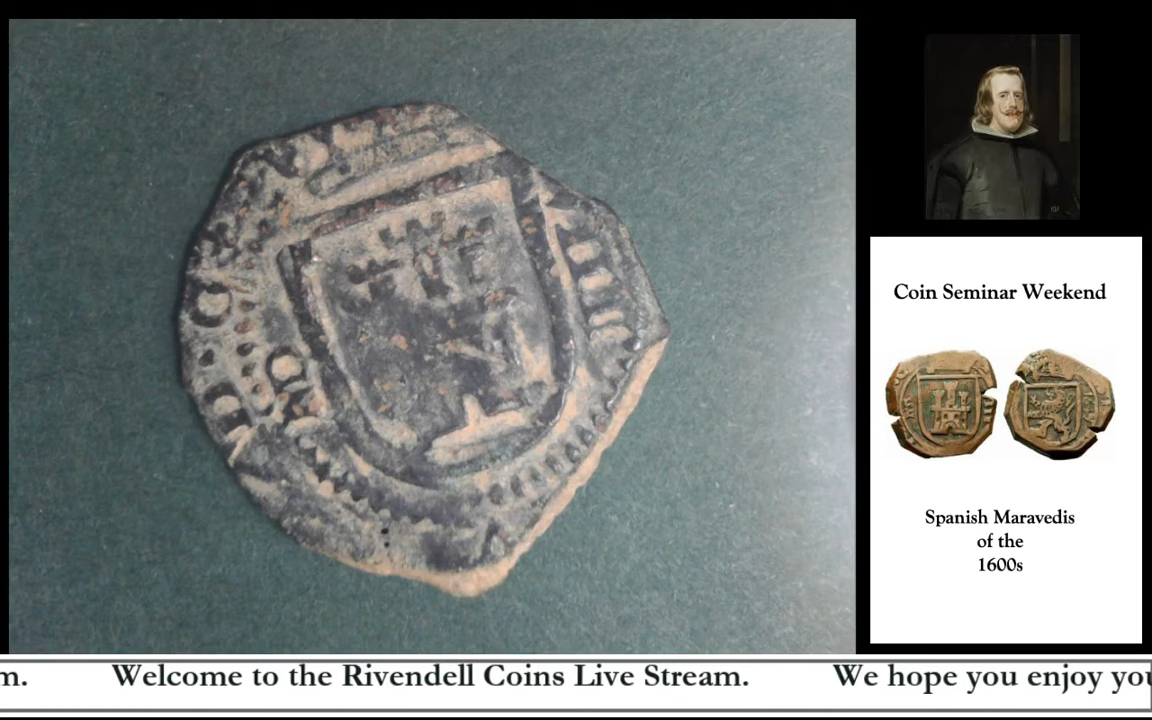 Coin Seminar Weekend
Spanish Maravedis
of the
1600s
m. Welcome to the Rivendell Coins Live Stream. We hope you enjoy you